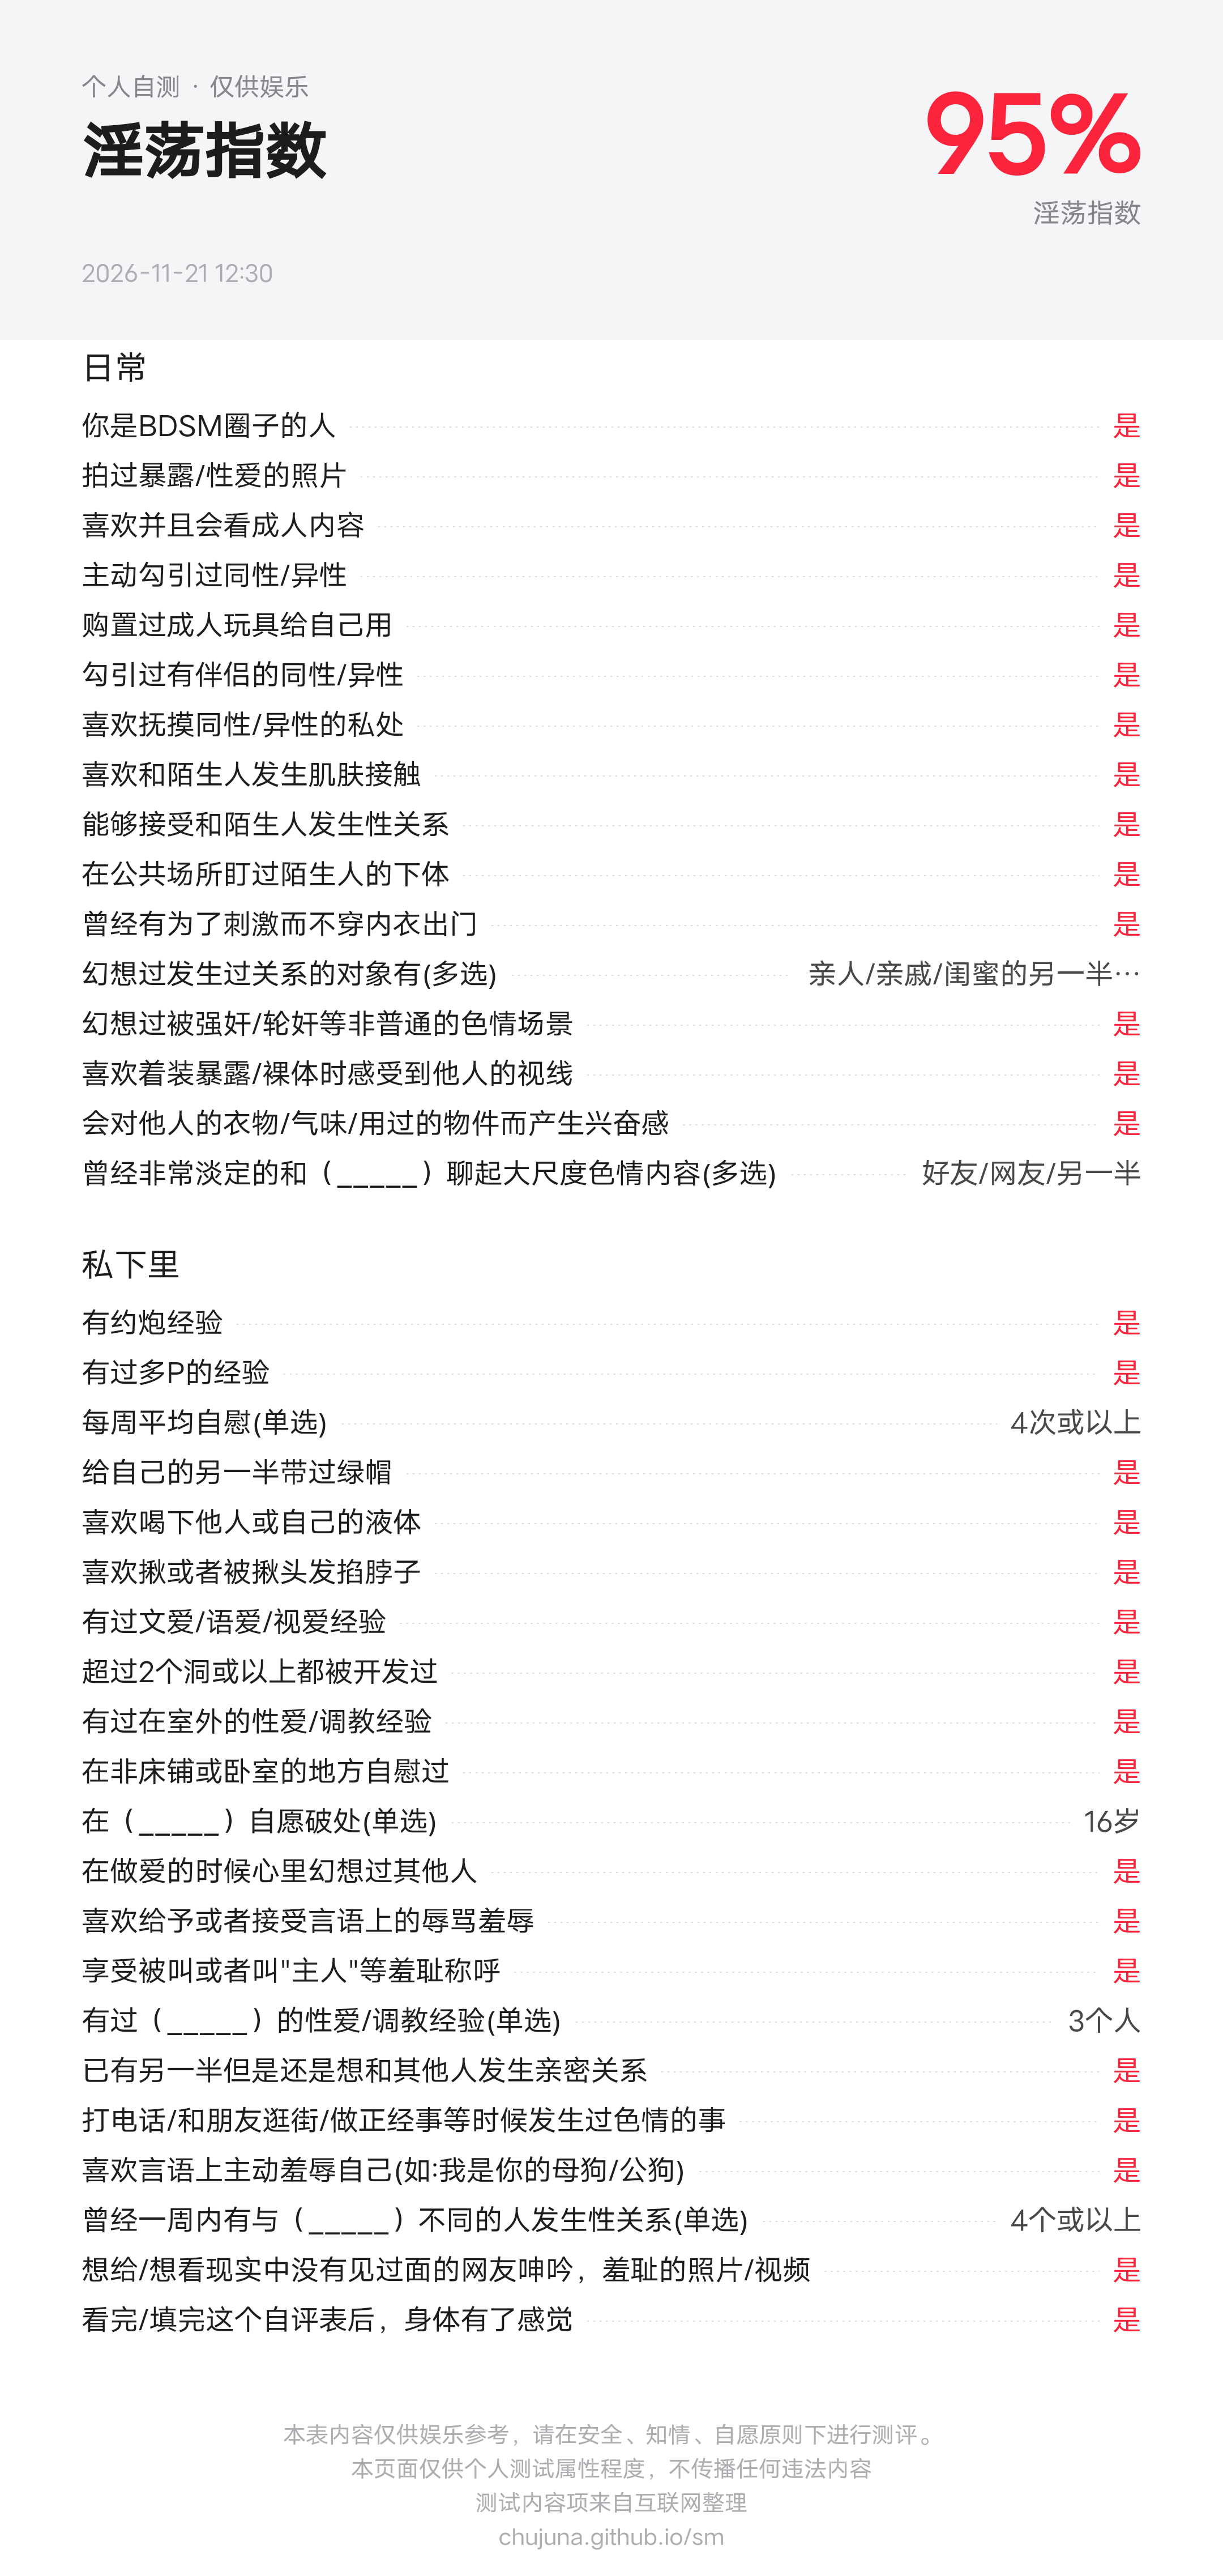 个人自测 · 仅供娱乐
淫荡指数
95%
淫荡指数
2026-11-21 12:30
日常
你是BDSM圈子的人 是
拍过暴露/性爱的照片 是
喜欢并且会看成人内容 是
主动勾引过同性/异性 是
购置过成人玩具给自己用 是
勾引过有伴侣的同性/异性 是
喜欢抚摸同性/异性的私处 是
喜欢和陌生人发生肌肤接触 是
能够接受和陌生人发生性关系 是
在公共场所盯过陌生人的下体 是
曾经有为了刺激而不穿内衣出门 是
幻想过发生过关系的对象有(多选) 亲人/亲戚/闺蜜的另一半…
幻想过被强奸/轮奸等非普通的色情场景 是
喜欢着装暴露/裸体时感受到他人的视线 是
会对他人的衣物/气味/用过的物件而产生兴奋感 是
曾经非常淡定的和（_____）聊起大尺度色情内容(多选) 好友/网友/另一半
私下里
有约炮经验 是
有过多P的经验 是
每周平均自慰(单选) 4次或以上
给自己的另一半带过绿帽 是
喜欢喝下他人或自己的液体 是
喜欢揪或者被揪头发掐脖子 是
有过文爱/语爱/视爱经验 是
超过2个洞或以上都被开发过 是
有过在室外的性爱/调教经验 是
在非床铺或卧室的地方自慰过 是
在（_____）自愿破处(单选) 16岁
在做爱的时候心里幻想过其他人 是
喜欢给予或者接受言语上的辱骂羞辱 是
享受被叫或者叫"主人"等羞耻称呼 是
有过（_____）的性爱/调教经验(单选) 3个人
已有另一半但是还是想和其他人发生亲密关系 是
打电话/和朋友逛街/做正经事等时候发生过色情的事 是
喜欢言语上主动羞辱自己(如:我是你的母狗/公狗) 是
曾经一周内有与（_____）不同的人发生性关系(单选) 4个或以上
想给/想看现实中没有见过面的网友呻吟，羞耻的照片/视频 是
看完/填完这个自评表后，身体有了感觉 是
本表内容仅供娱乐参考，请在安全、知情、自愿原则下进行测评。
本页面仅供个人测试属性程度，不传播任何违法内容
测试内容项来自互联网整理
chujuna.github.io/sm